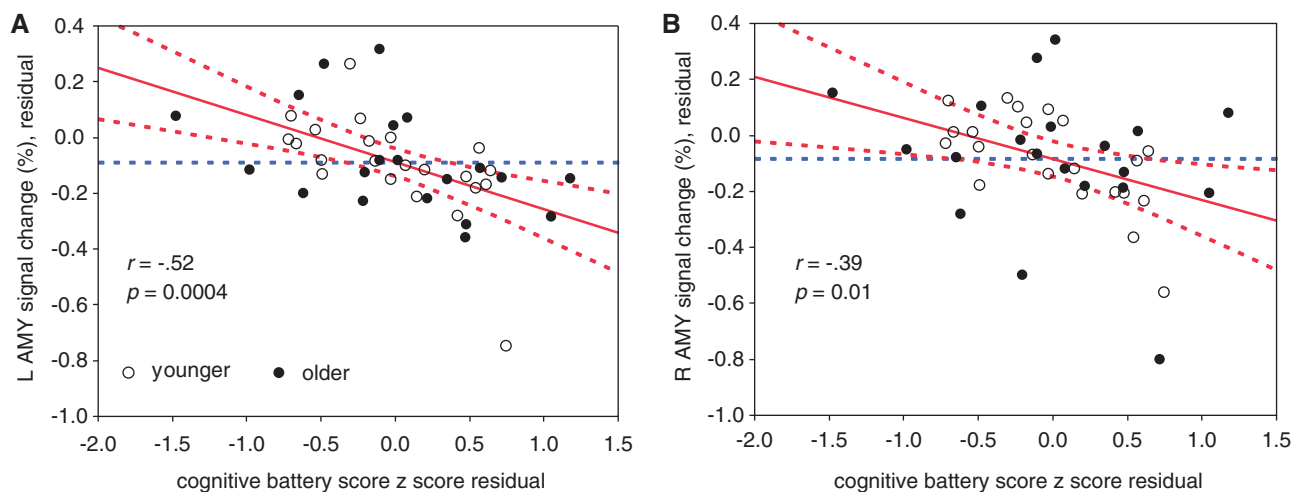 A
L AMY signal change (%), residual
0.4
0.2
0.0
-0.2
-0.4
-0.6
-0.8
-1.0
r = -.52
p = 0.0004
younger older
-2.0 -1.5 -1.0 -0.5 0.0 0.5 1.0 1.5
cognitive battery score z score residual
B
R AMY signal change (%), residual
0.4
0.2
0.0
-0.2
-0.4
-0.6
-0.8
-1.0
r = -.39
p = 0.01
-2.0 -1.5 -1.0 -0.5 0.0 0.5 1.0 1.5
cognitive battery score z score residual